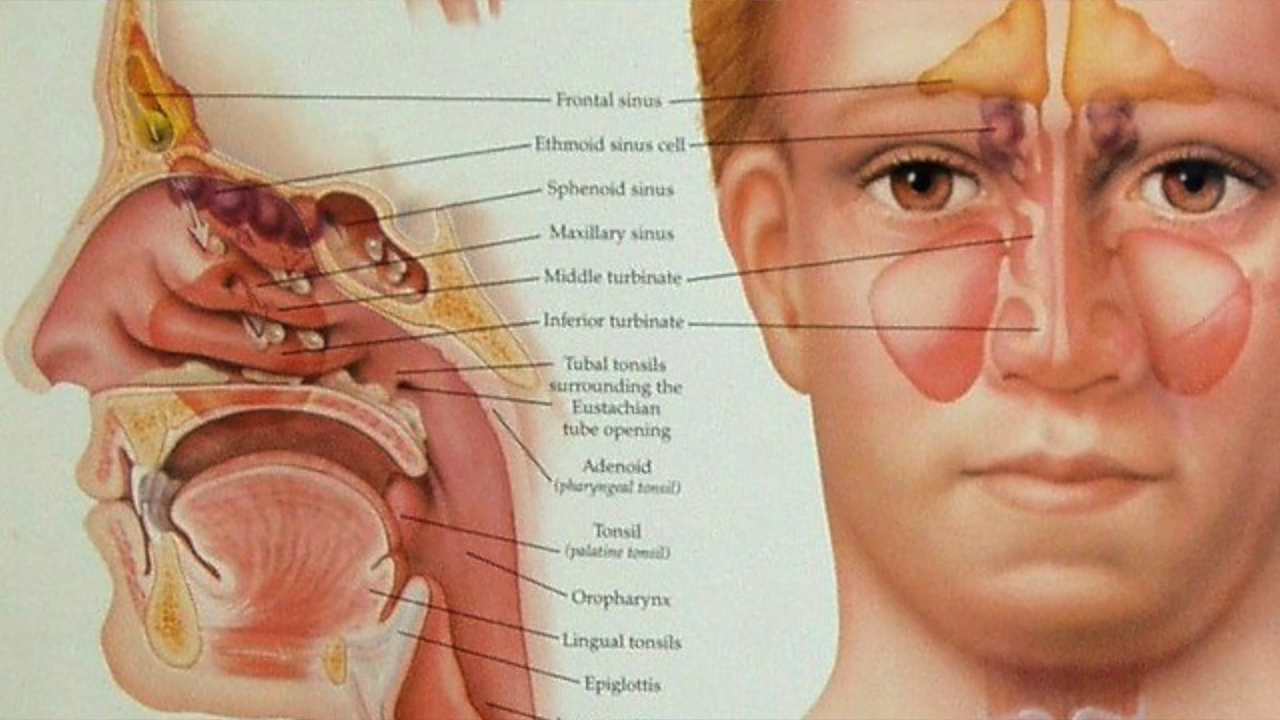 Frontal sinus
Ethmoid sinus cell
Sphenoid sinus
Maxillary sinus
Middle turbinate
Inferior turbinate
Tubal tonsils
surrounding the
Eustachian
tube opening
Adenoid
(pharyngeal tonsil)
Tonsil
(palatine tonsil)
Oropharynx
Lingual tonsils
Epiglottis